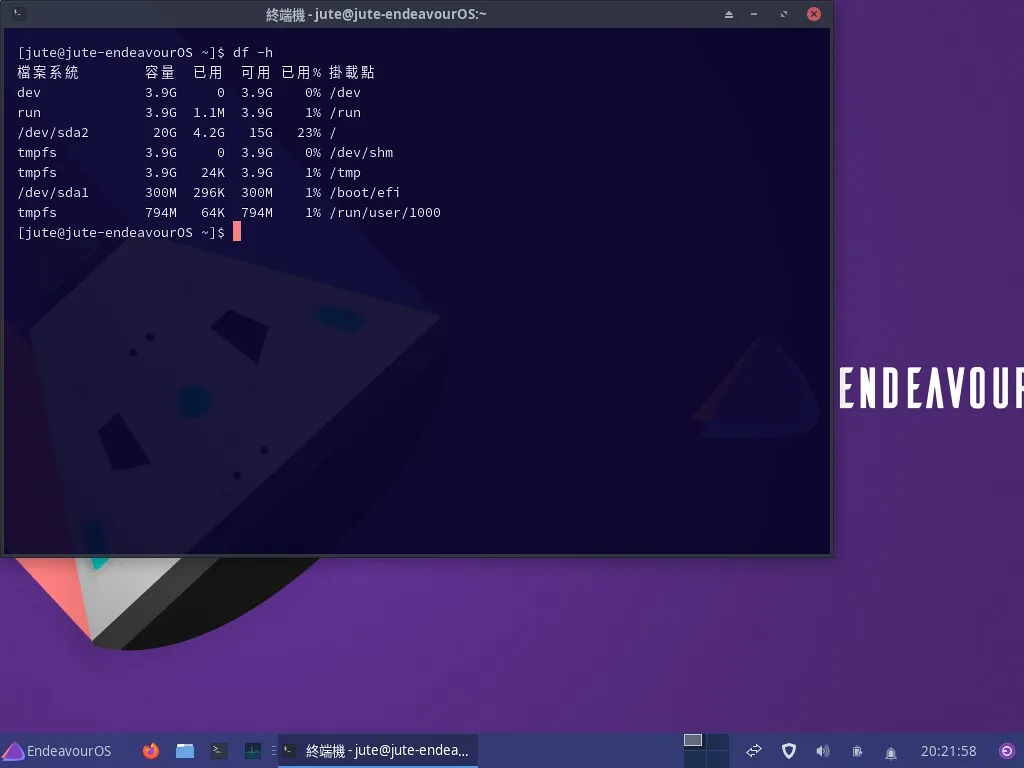 終端機 - jute@jute-endeavourOS:~
[jute@jute-endeavourOS ~]$ df -h
檔案系統 容量 已用 可用 已用% 掛載點
dev 3.9G 0 3.9G 0% /dev
run 3.9G 1.1M 3.9G 1% /run
/dev/sda2 20G 4.2G 15G 23% /
tmpfs 3.9G 0 3.9G 0% /dev/shm
tmpfs 3.9G 24K 3.9G 1% /tmp
/dev/sda1 300M 296K 300M 1% /boot/efi
tmpfs 794M 64K 794M 1% /run/user/1000
[jute@jute-endeavourOS ~]$
ENDEAVOUR
EndeavourOS 終端機 - jute@jute-endea... 20:21:58